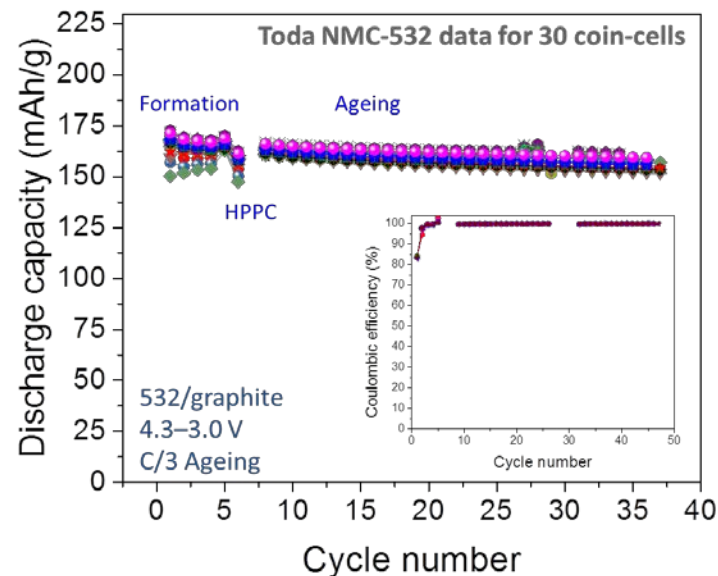 Toda NMC-532 data for 30 coin-cells
Formation
Ageing
HPPC
532/graphite
4.3–3.0 V
C/3 Ageing
Discharge capacity (mAh/g)
225
200
175
150
125
100
75
50
25
0
0 5 10 15 20 25 30 35 40
Cycle number
Coulombic efficiency (%)
100
90
80
70
60
50
40
30
20
10
0
0 10 20 30 40 50
Cycle number